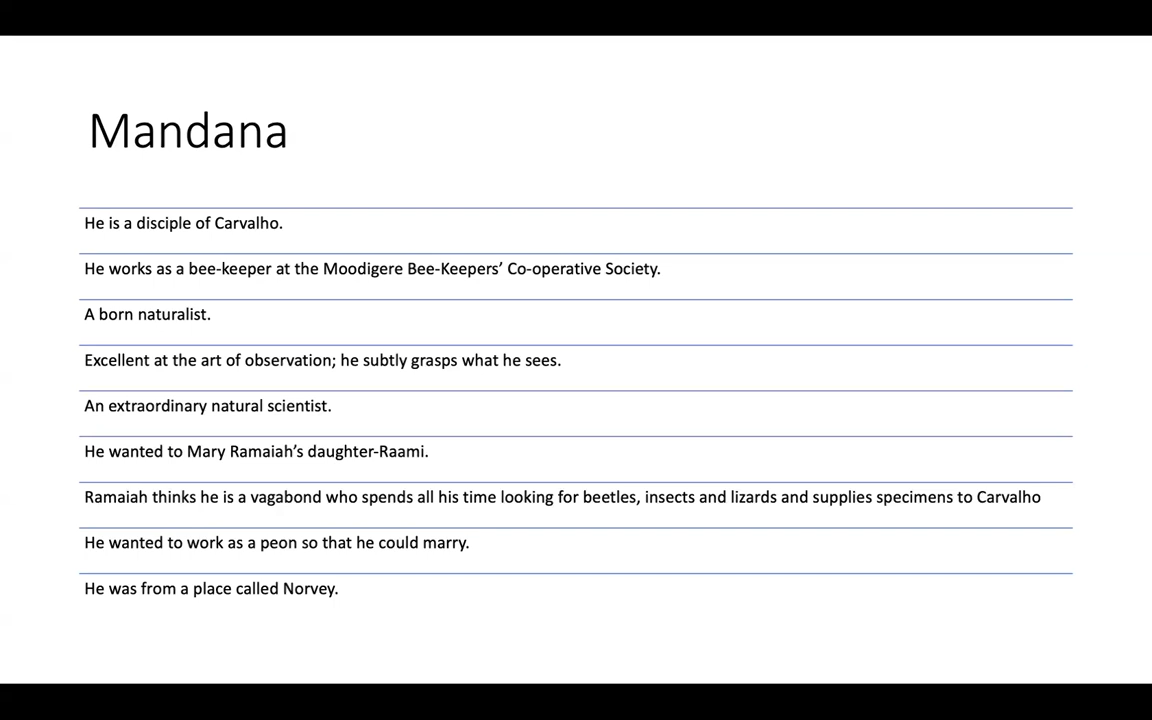 Mandana
He is a disciple of Carvalho.
He works as a bee-keeper at the Moodigere Bee-Keepers’ Co-operative Society.
A born naturalist.
Excellent at the art of observation; he subtly grasps what he sees.
An extraordinary natural scientist.
He wanted to Mary Ramaiah’s daughter-Raami.
Ramaiah thinks he is a vagabond who spends all his time looking for beetles, insects and lizards and supplies specimens to Carvalho
He wanted to work as a peon so that he could marry.
He was from a place called Norvey.